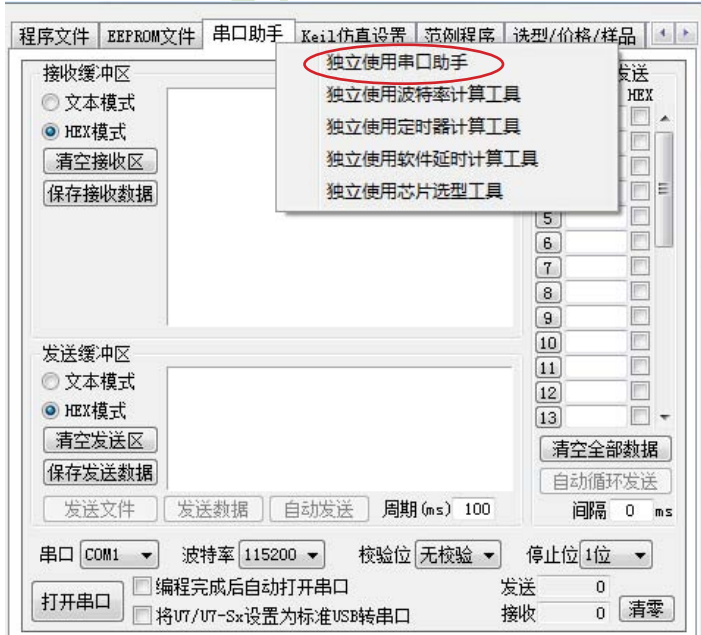 程序文件 EEPROM文件 串口助手 Keil仿真设置 范例程序 选型/价格/样品
独立使用串口助手
独立使用波特率计算工具
独立使用定时器计算工具
独立使用软件延时计算工具
独立使用芯片选型工具
接收缓冲区
文本模式
HEX模式
清空接收区
保存接收数据
发送
HEX
5
6
7
8
9
10
11
12
13
清空全部数据
自动循环发送
间隔 0 ms
发送缓冲区
文本模式
HEX模式
清空发送区
保存发送数据
发送文件 发送数据 自动发送 周期(ms) 100
串口 COM1 波特率 115200 校验位 无校验 停止位 1位
打开串口
编程完成后自动打开串口
将U7/U7-Sx设置为标准USB转串口
发送 0
接收 0
清零